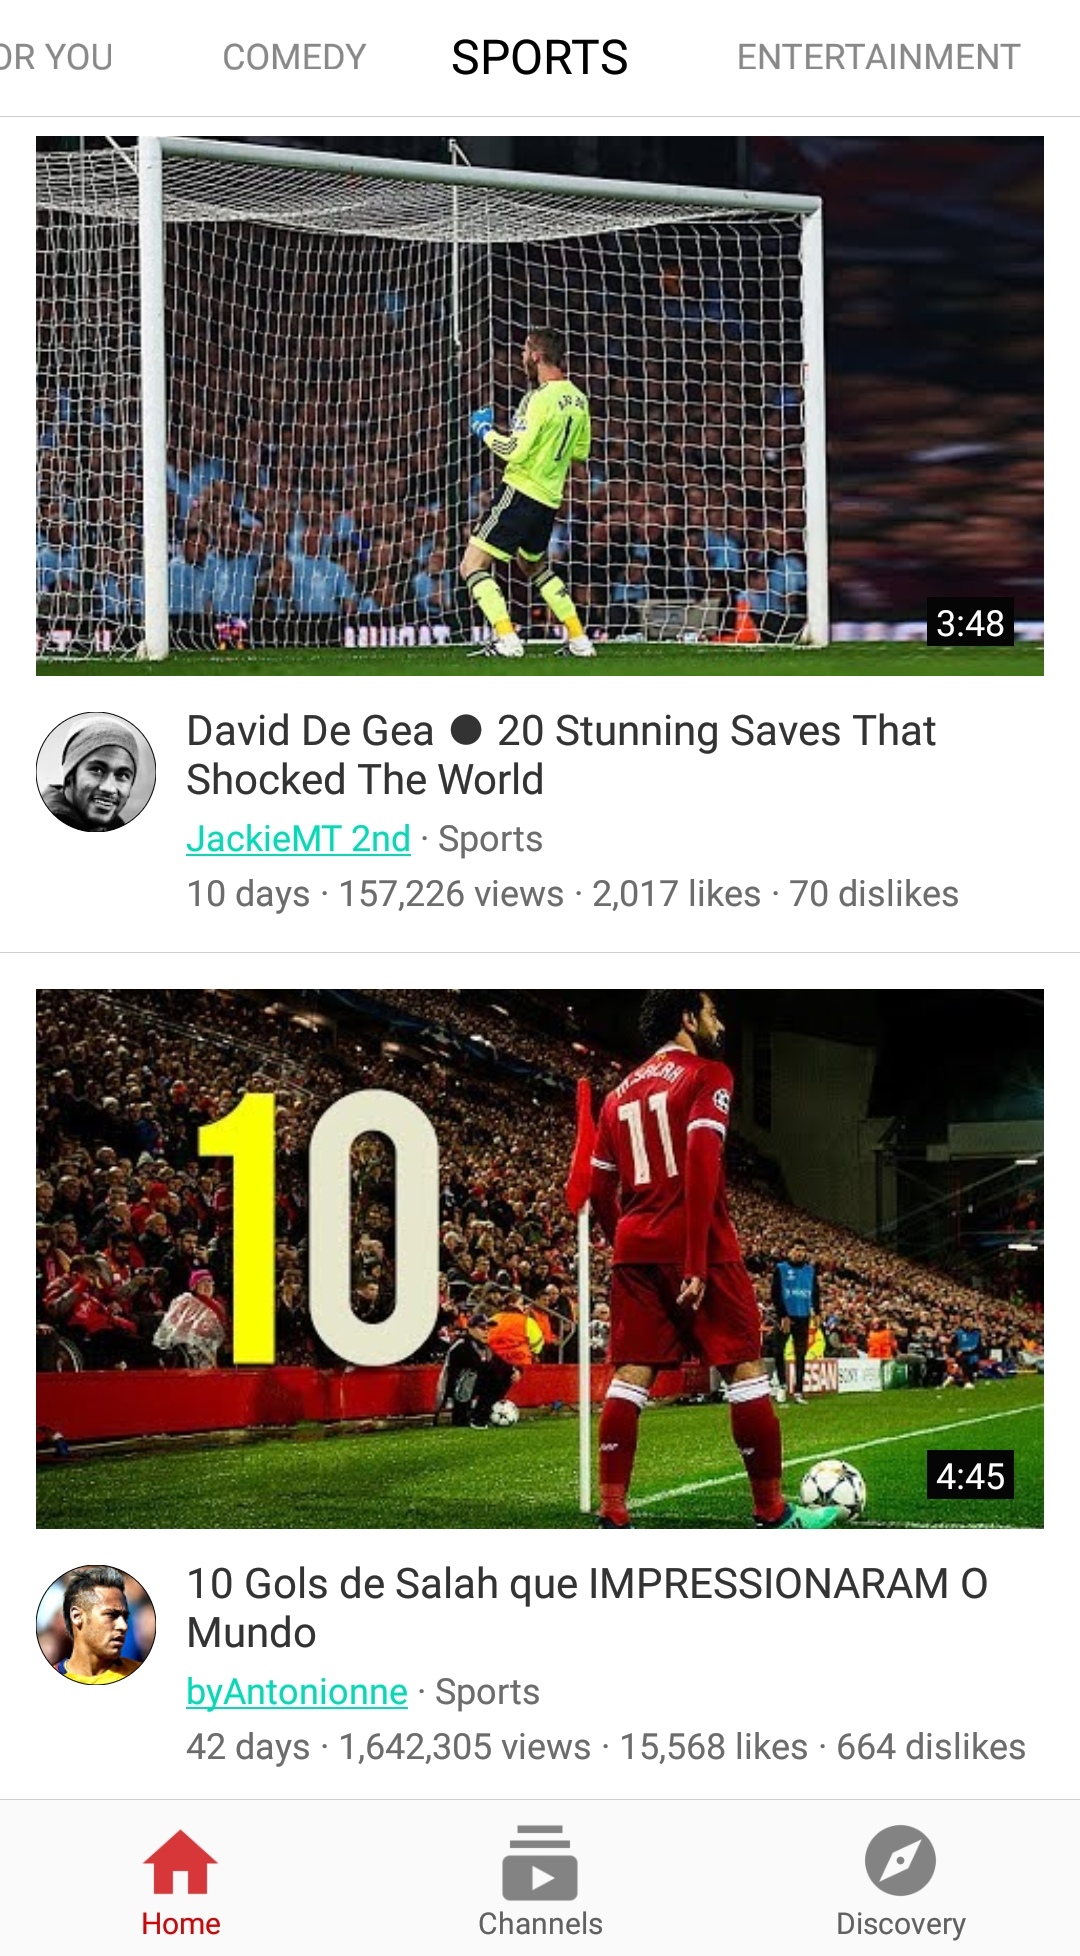 OR YOU COMEDY SPORTS ENTERTAINMENT
1
3:48
David De Gea ● 20 Stunning Saves That
Shocked The World
JackieMT 2nd · Sports
10 days · 157,226 views · 2,017 likes · 70 dislikes
M.SALAH
11
10
NISSAN SONY
4:45
10 Gols de Salah que IMPRESSIONARAM O
Mundo
byAntonionne · Sports
42 days · 1,642,305 views · 15,568 likes · 664 dislikes
Home Channels Discovery